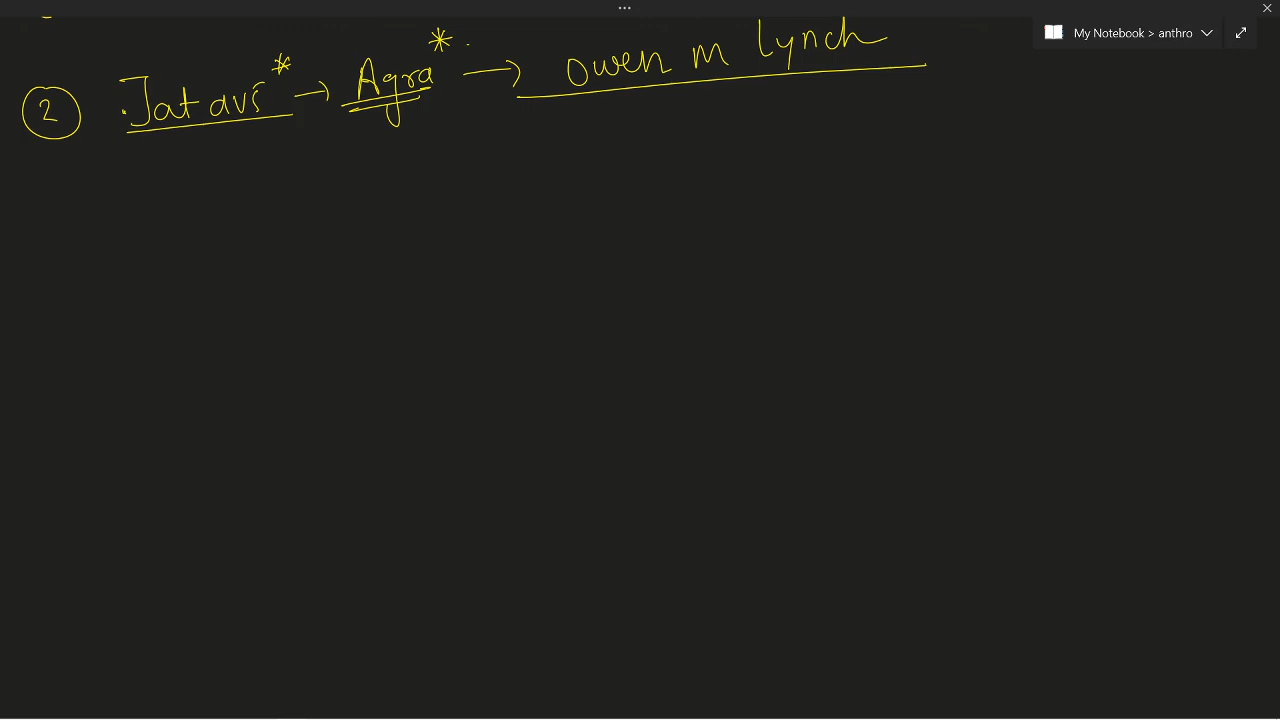 My Notebook > anthro
② Jatavs* → Agra* → Owen m Lynch